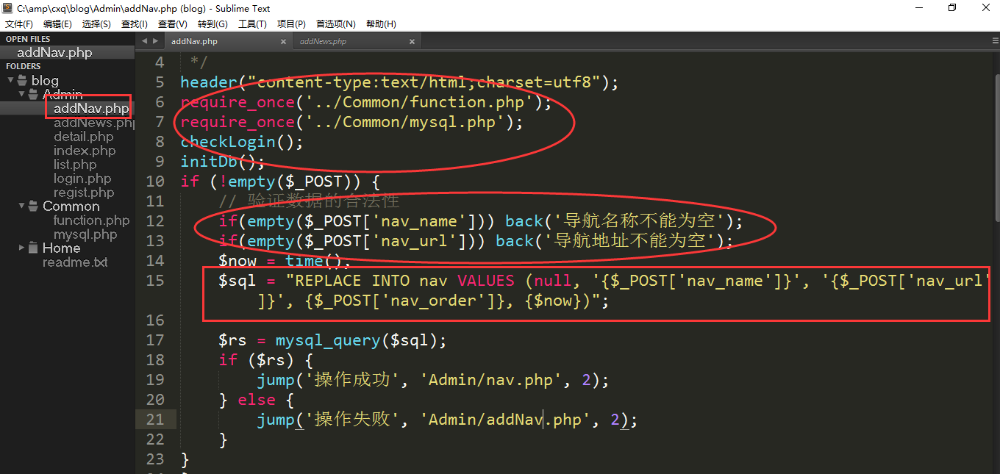 C:\amp\cxq\blog\Admin\addNav.php (blog) - Sublime Text
文件(F) 编辑(E) 选择(S) 查找(I) 查看(V) 转到(G) 工具(T) 项目(P) 首选项(N) 帮助(H)
OPEN FILES
addNav.php
FOLDERS
blog
Admin
addNav.php
addNews.php
detail.php
index.php
list.php
login.php
regist.php
Common
function.php
mysql.php
Home
readme.txt
addNav.php × addNews.php ×
4 */
5 header("content-type:text/html;charset=utf8");
6 require_once('../Common/function.php');
7 require_once('../Common/mysql.php');
8 checkLogin();
9 initDb();
10 if (!empty($_POST)) {
11 // 验证数据的合法性
12 if(empty($_POST['nav_name'])) back('导航名称不能为空');
13 if(empty($_POST['nav_url'])) back('导航地址不能为空');
14 $now = time();
15 $sql = "REPLACE INTO nav VALUES (null, '{$_POST['nav_name']}', '{$_POST['nav_url'
]}', {$_POST['nav_order']}, {$now})";
16
17 $rs = mysql_query($sql);
18 if ($rs) {
19 jump('操作成功', 'Admin/nav.php', 2);
20 } else {
21 jump('操作失败', 'Admin/addNav.php', 2);
22 }
23 }